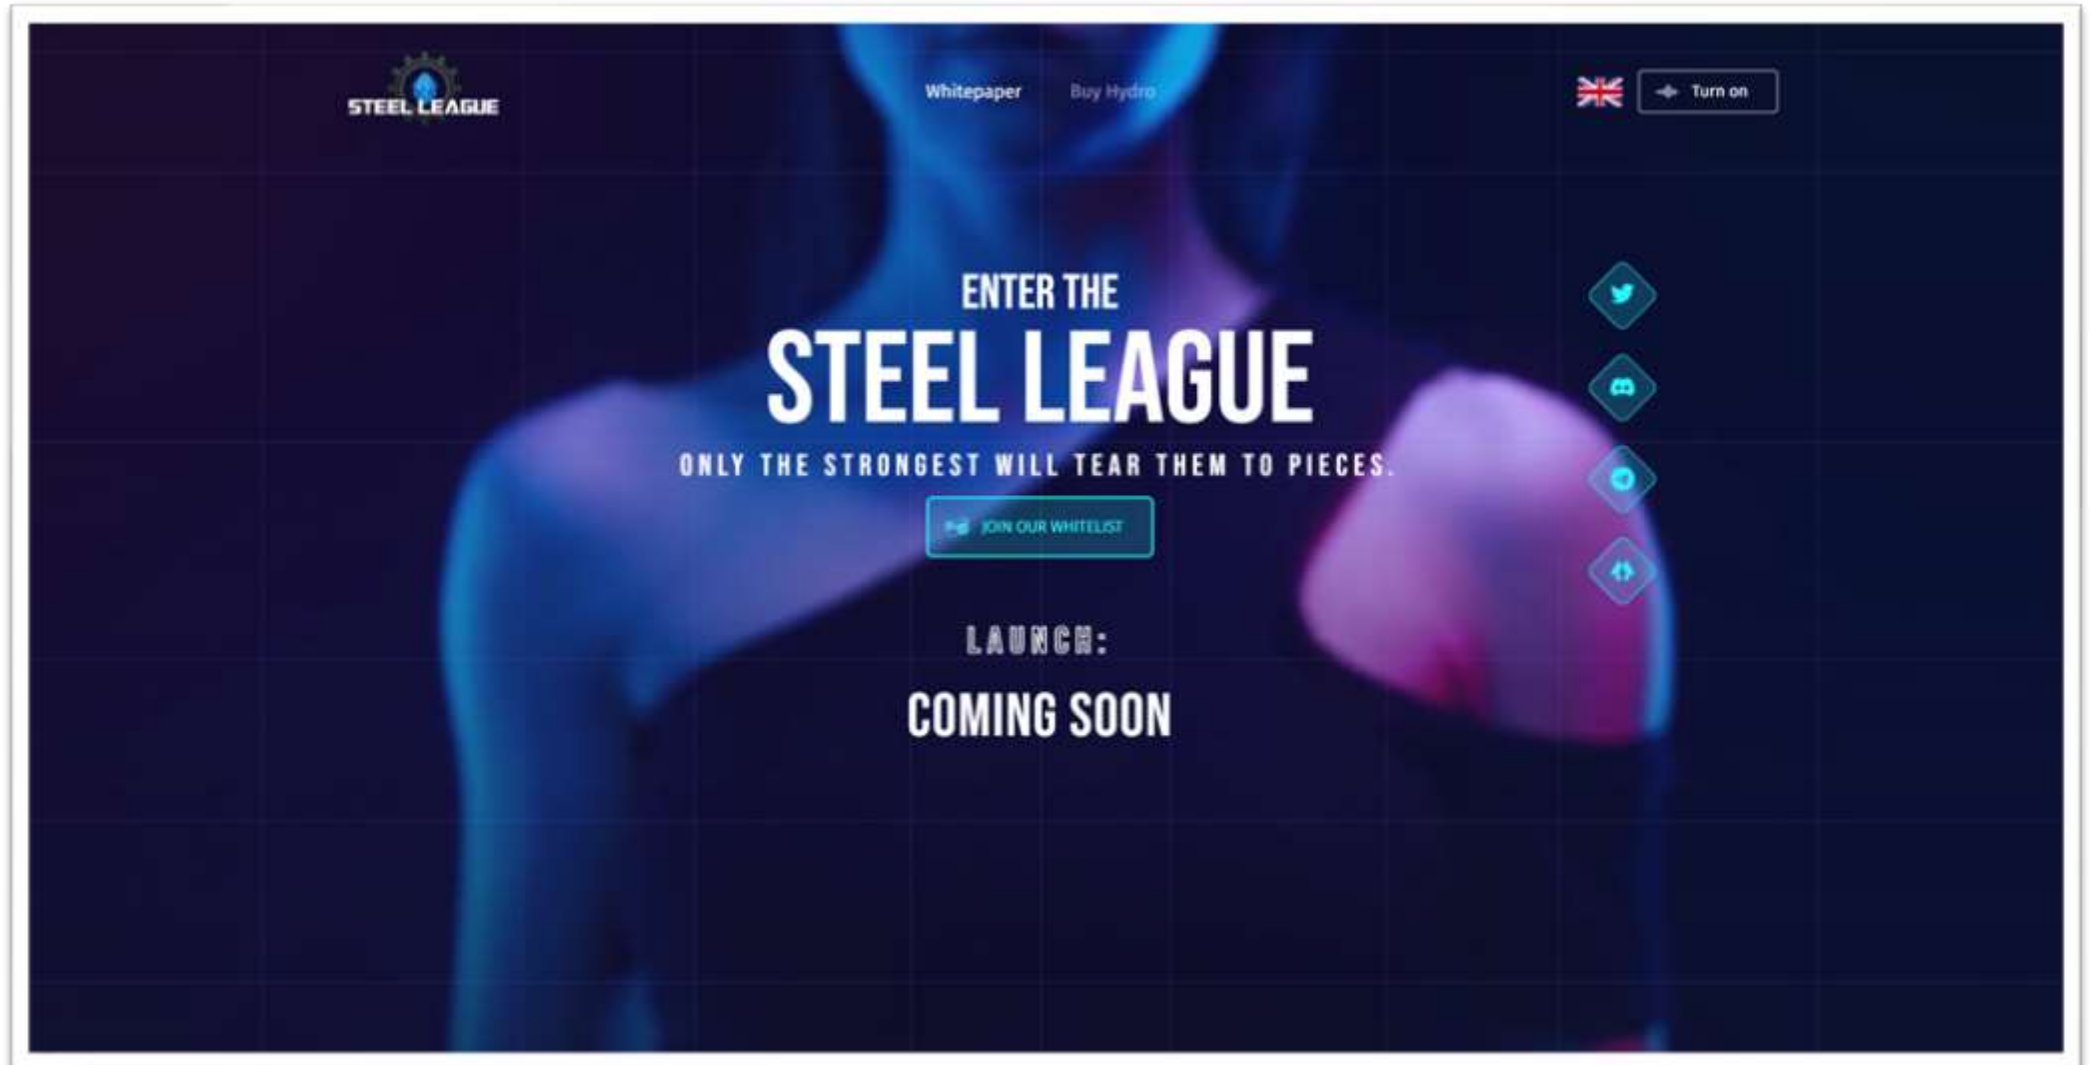 STEEL LEAGUE
Whitepaper
Buy Hydro
Turn on
ENTER THE
STEEL LEAGUE
ONLY THE STRONGEST WILL TEAR THEM TO PIECES.
JOIN OUR WHITELIST
LAUNCH:
COMING SOON